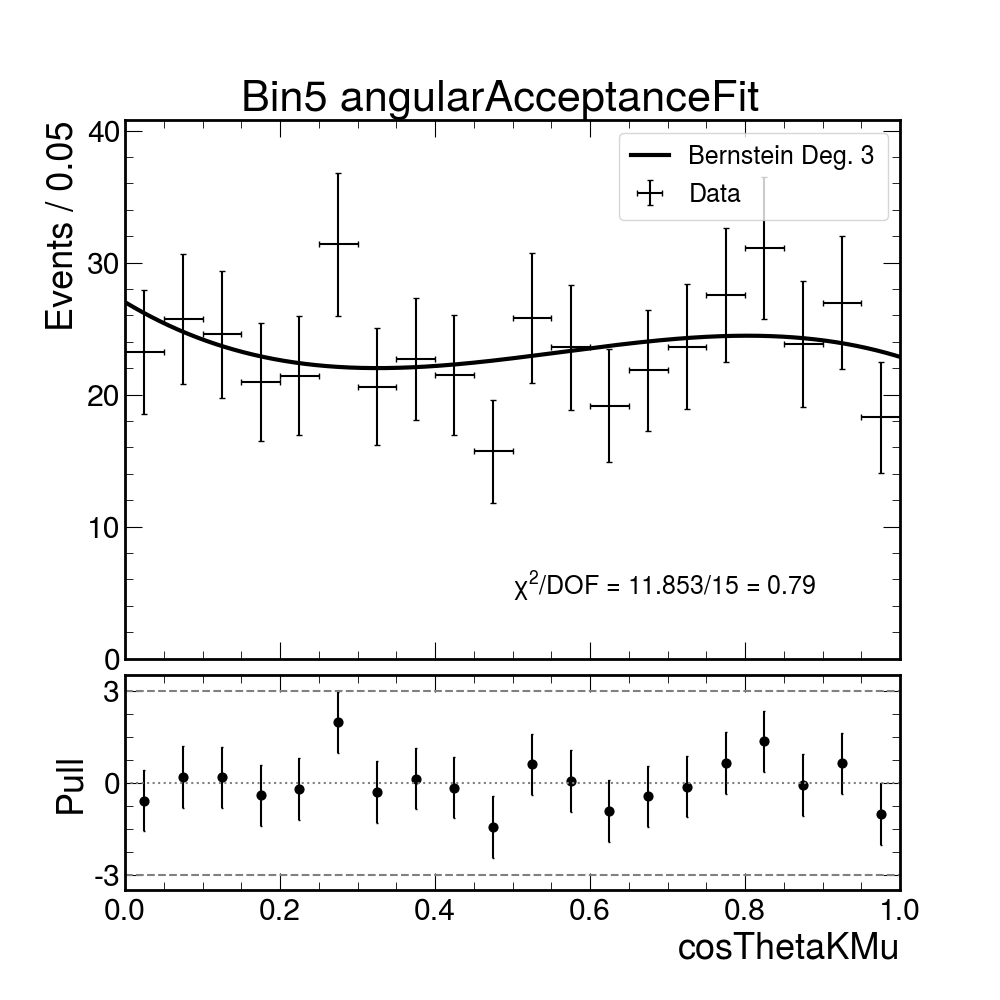 Bin5 angularAcceptanceFit
Events / 0.05
40
30
20
10
0
Bernstein Deg. 3
Data
χ²/DOF = 11.853/15 = 0.79
Pull
3
0
-3
0.0 0.2 0.4 0.6 0.8 1.0
cosThetaKMu